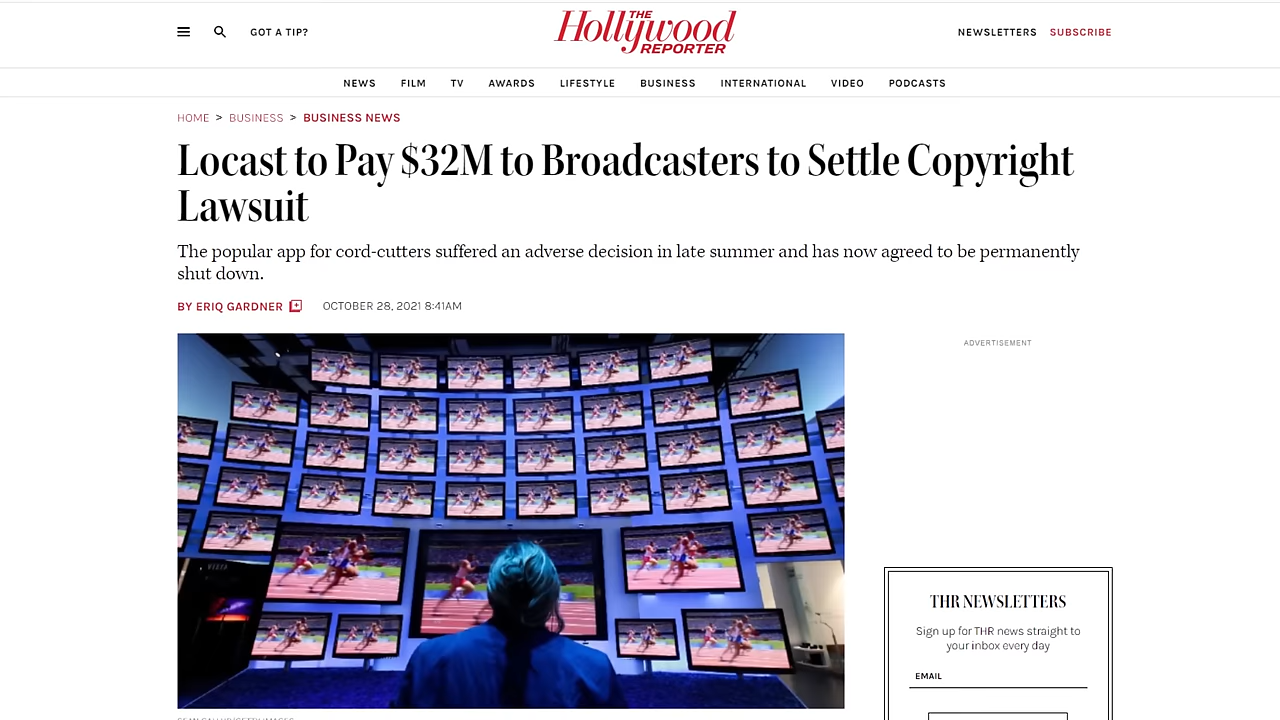 GOT A TIP?
THE
Hollywood
REPORTER
NEWSLETTERS
SUBSCRIBE
NEWS
FILM
TV
AWARDS
LIFESTYLE
BUSINESS
INTERNATIONAL
VIDEO
PODCASTS
HOME > BUSINESS > BUSINESS NEWS
Locast to Pay $32M to Broadcasters to Settle Copyright
Lawsuit
The popular app for cord-cutters suffered an adverse decision in late summer and has now agreed to be permanently
shut down.
BY ERIQ GARDNER
OCTOBER 28, 2021 8:41AM
ADVERTISEMENT
THR NEWSLETTERS
Sign up for THR news straight to
your inbox every day
EMAIL